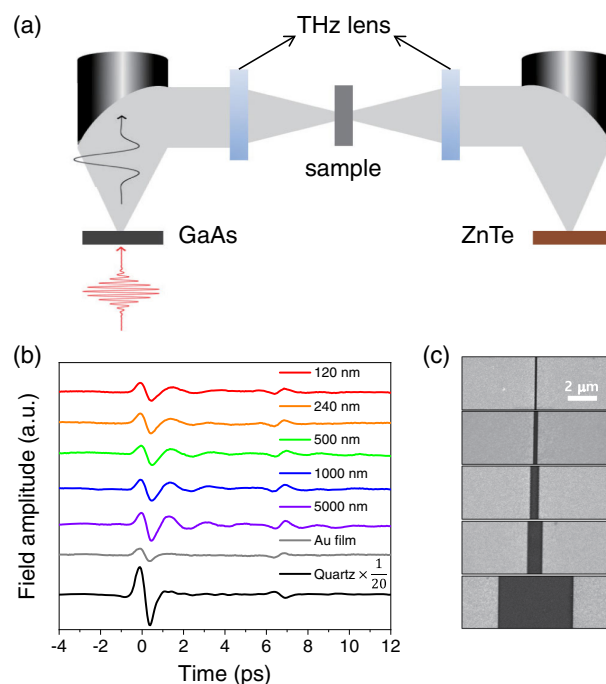 (a)
THz lens
sample
GaAs
ZnTe
(b)
(c)
120 nm
240 nm
500 nm
1000 nm
5000 nm
Au film
Quartz × 1/20
Field amplitude (a.u.)
-4 -2 0 2 4 6 8 10 12
Time (ps)
2 μm